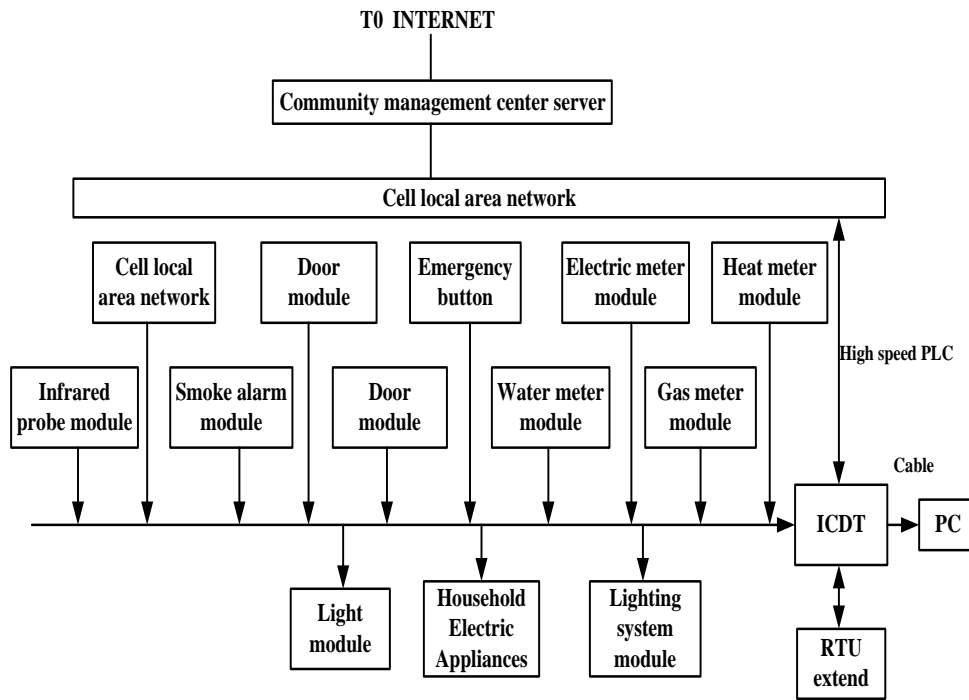 T0 INTERNET
Community management center server
Cell local area network
Cell local
area network
Door
module
Emergency
button
Electric meter
module
Heat meter
module
High speed PLC
Infrared
probe module
Smoke alarm
module
Door
module
Water meter
module
Gas meter
module
Cable
ICDT
PC
Light
module
Household
Electric
Appliances
Lighting
system
module
RTU
extend